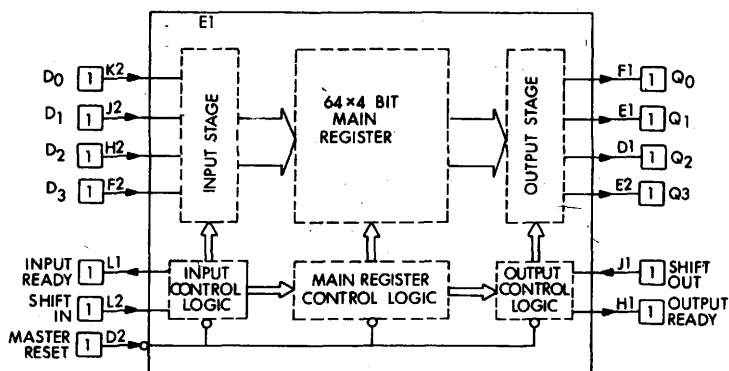 E1
D0 1 K2
D1 1 J2
D2 1 H2
D3 1 F2
INPUT STAGE
64×4 BIT
MAIN
REGISTER
OUTPUT STAGE
F1 1 Q0
E1 1 Q1
D1 1 Q2
E2 1 Q3
INPUT
READY
1 L1
SHIFT
IN
1 L2
MASTER
RESET
1 D2
INPUT
CONTROL
LOGIC
MAIN REGISTER
CONTROL LOGIC
OUTPUT
CONTROL
LOGIC
J1 1
SHIFT
OUT
H1 1
OUTPUT
READY